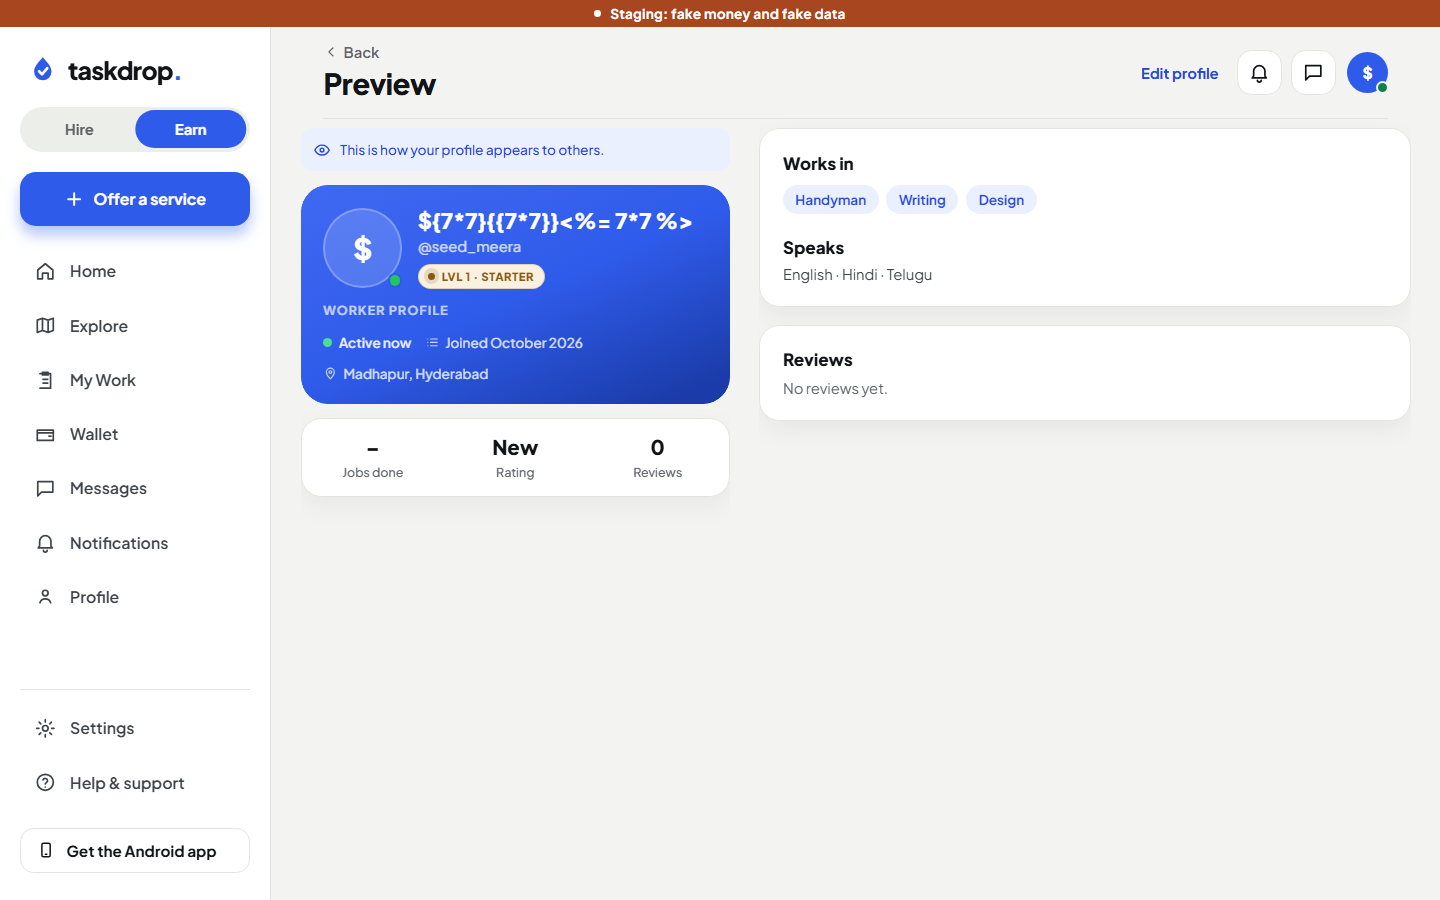 Staging: fake money and fake data
taskdrop.
Hire
Earn
Offer a service
Home
Explore
My Work
Wallet
Messages
Notifications
Profile
Settings
Help & support
Get the Android app
Back
Preview
Edit profile
$
This is how your profile appears to others.
$
${7*7}{{7*7}}<%= 7*7 %>
@seed_meera
LVL 1 · STARTER
WORKER PROFILE
Active now
Joined October 2026
Madhapur, Hyderabad
–
Jobs done
New
Rating
0
Reviews
Works in
Handyman
Writing
Design
Speaks
English · Hindi · Telugu
Reviews
No reviews yet.